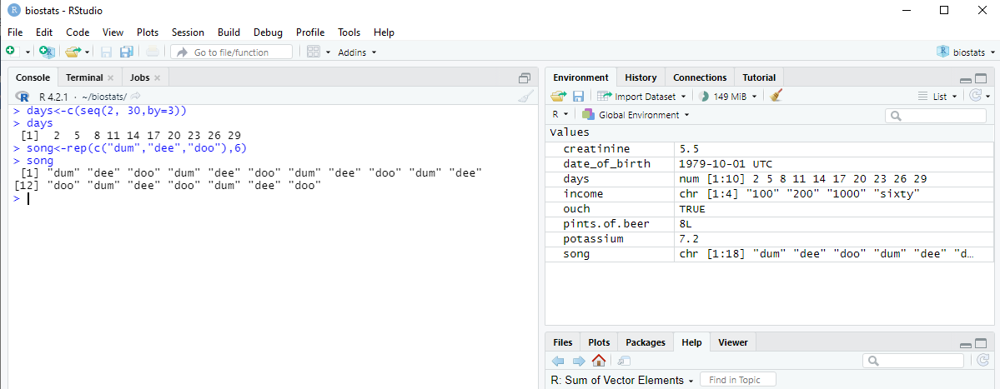 biostats - RStudio
File Edit Code View Plots Session Build Debug Profile Tools Help
Go to file/function Addins biostats
Console Terminal Jobs
R 4.2.1 · ~/biostats/
> days<-c(seq(2, 30,by=3))
> days
[1] 2 5 8 11 14 17 20 23 26 29
> song<-rep(c("dum","dee","doo"),6)
> song
[1] "dum" "dee" "doo" "dum" "dee" "doo" "dum" "dee" "doo" "dum" "dee"
[12] "doo" "dum" "dee" "doo" "dum" "dee" "doo"
>
Environment History Connections Tutorial
Import Dataset 149 MiB List
R Global Environment
Values
creatinine 5.5
date_of_birth 1979-10-01 UTC
days num [1:10] 2 5 8 11 14 17 20 23 26 29
income chr [1:4] "100" "200" "1000" "sixty"
ouch TRUE
pints.of.beer 8L
potassium 7.2
song chr [1:18] "dum" "dee" "doo" "dum" "dee" "d…
Files Plots Packages Help Viewer
R: Sum of Vector Elements Find in Topic